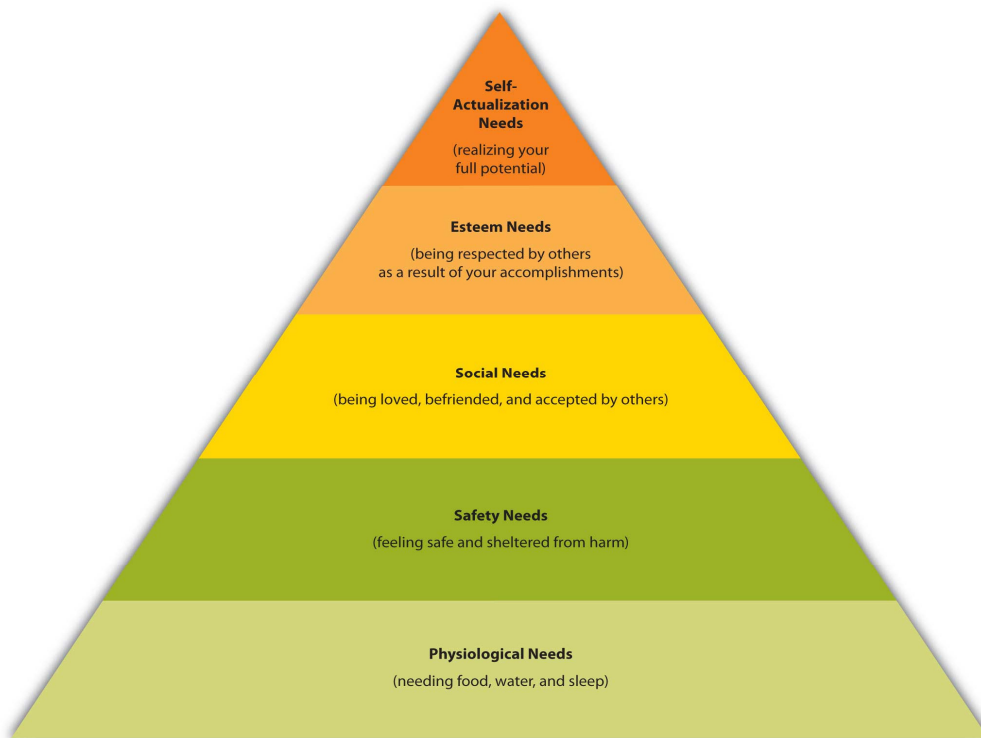 Self-
Actualization
Needs
(realizing your
full potential)
Esteem Needs
(being respected by others
as a result of your accomplishments)
Social Needs
(being loved, befriended, and accepted by others)
Safety Needs
(feeling safe and sheltered from harm)
Physiological Needs
(needing food, water, and sleep)